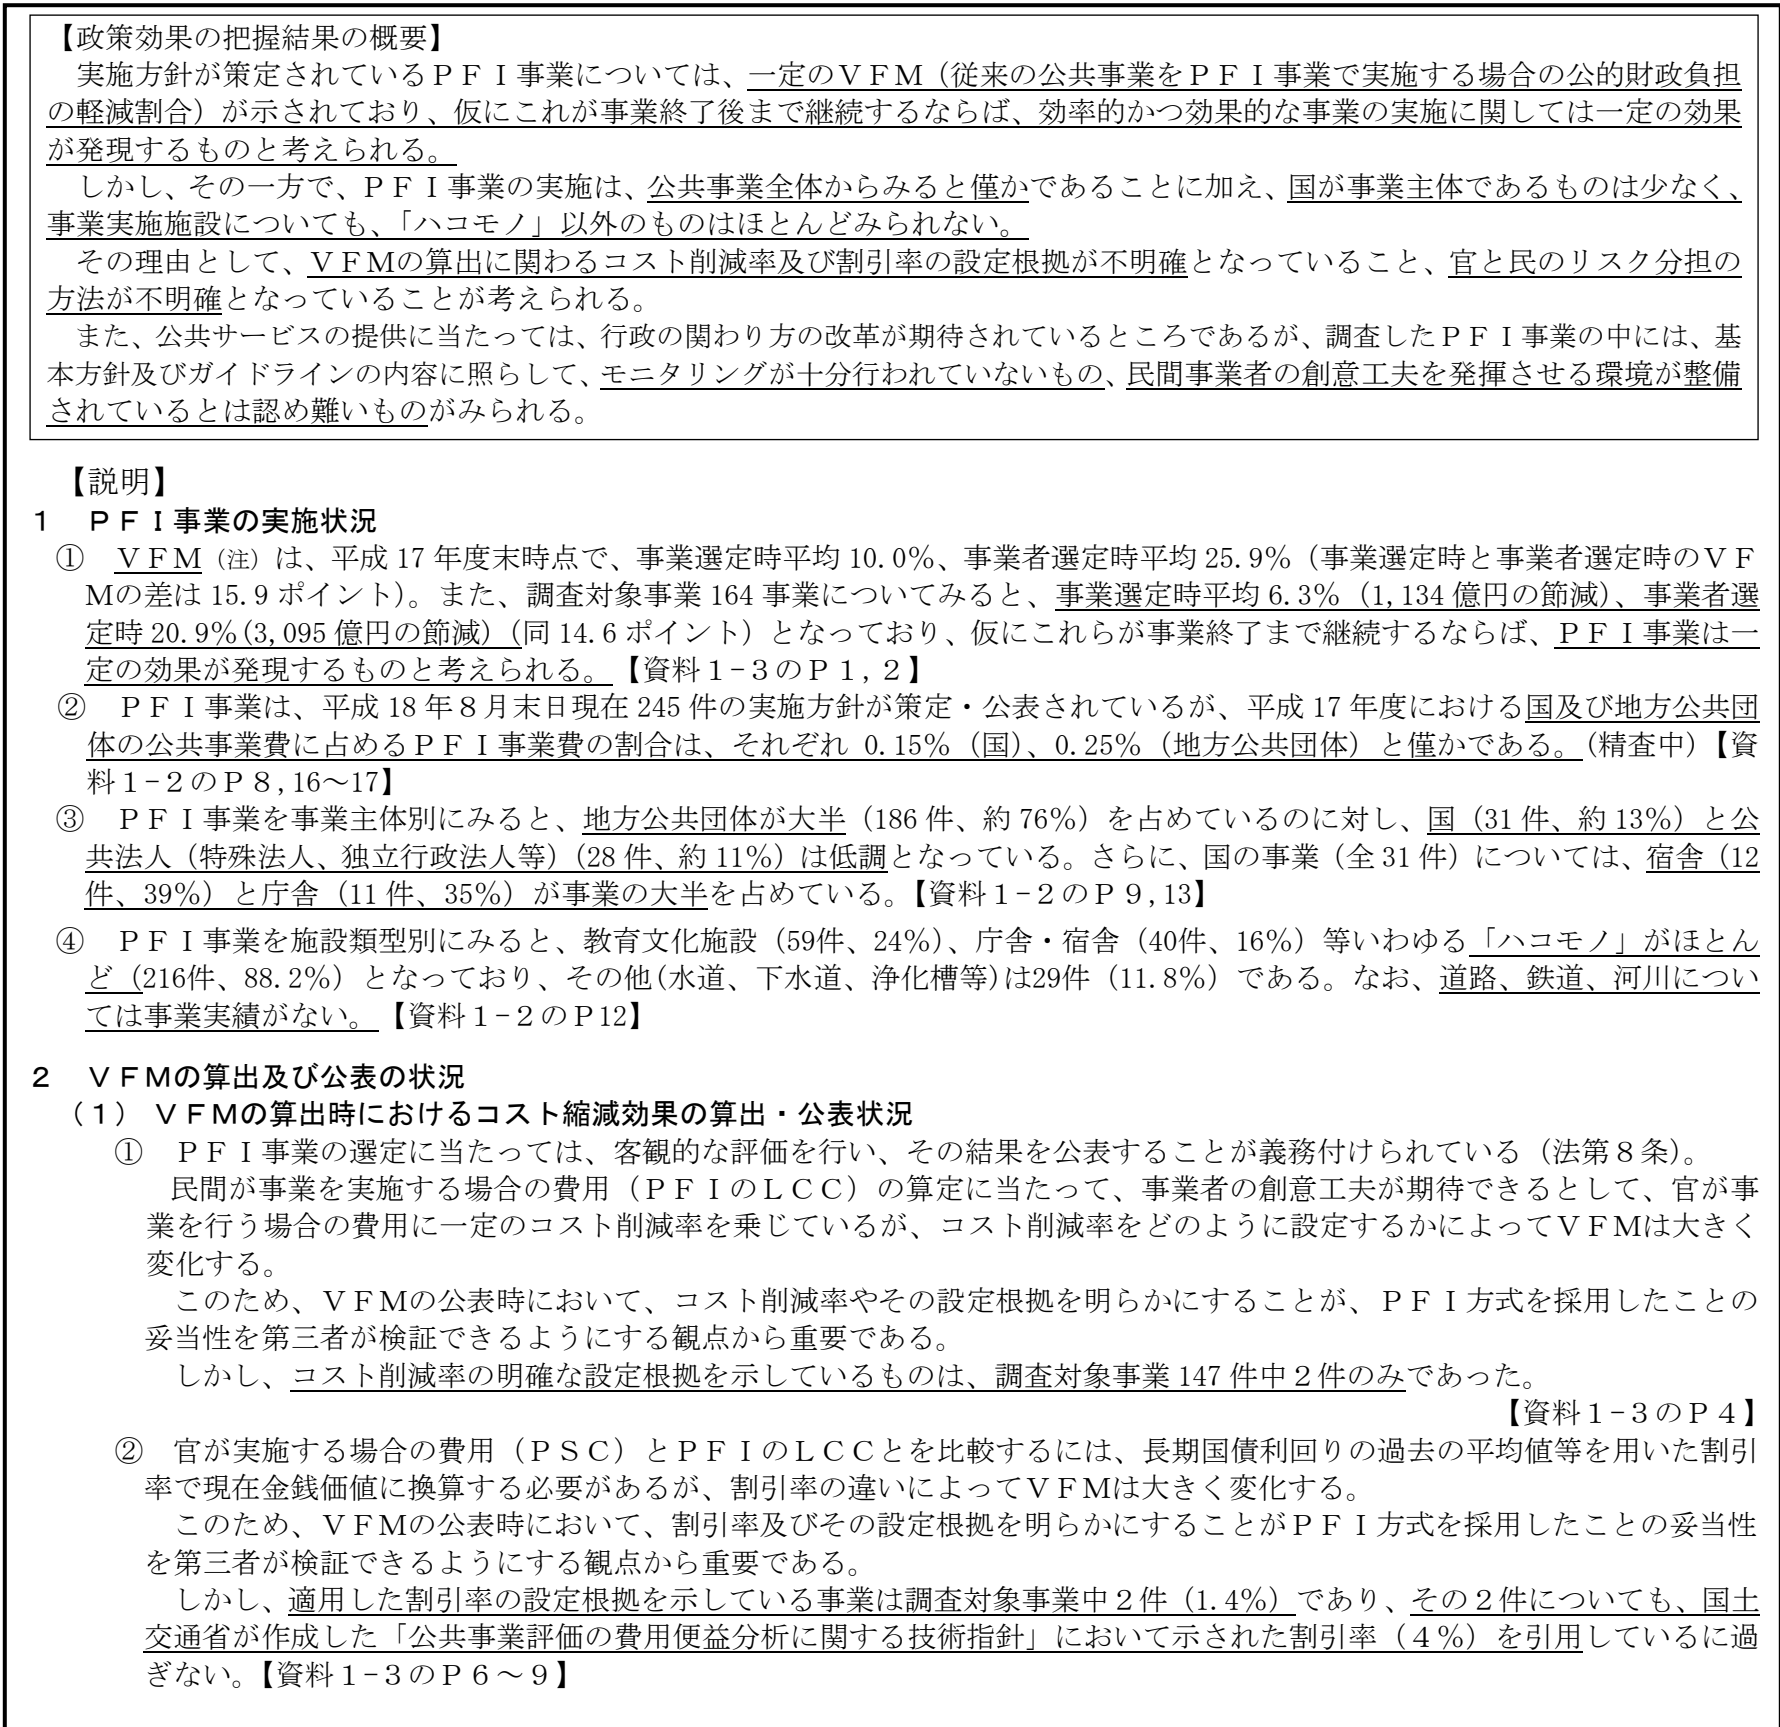 【政策効果の把握結果の概要】
実施方針が策定されているＰＦＩ事業については、一定のＶＦＭ（従来の公共事業をＰＦＩ事業で実施する場合の公的財政負担
の軽減割合）が示されており、仮にこれが事業終了後まで継続するならば、効率的かつ効果的な事業の実施に関しては一定の効果
が発現するものと考えられる。
しかし、その一方で、ＰＦＩ事業の実施は、公共事業全体からみると僅かであることに加え、国が事業主体であるものは少なく、
事業実施施設についても、「ハコモノ」以外のものはほとんどみられない。
その理由として、ＶＦＭの算出に関わるコスト削減率及び割引率の設定根拠が不明確となっていること、官と民のリスク分担の
方法が不明確となっていることが考えられる。
また、公共サービスの提供に当たっては、行政の関わり方の改革が期待されているところであるが、調査したＰＦＩ事業の中には、基
本方針及びガイドラインの内容に照らして、モニタリングが十分行われていないもの、民間事業者の創意工夫を発揮させる環境が整備
されているとは認め難いものがみられる。
【説明】
１　ＰＦＩ事業の実施状況
①　ＶＦＭ（注）は、平成 17 年度末時点で、事業選定時平均 10.0％、事業者選定時平均 25.9％（事業選定時と事業者選定時のＶＦ
Ｍの差は 15.9 ポイント）。また、調査対象事業 164 事業についてみると、事業選定時平均 6.3％（1,134 億円の節減）、事業者選
定時 20.9％(3,095 億円の節減)（同 14.6 ポイント）となっており、仮にこれらが事業終了まで継続するならば、ＰＦＩ事業は一
定の効果が発現するものと考えられる。【資料１-３のＰ１,２】
②　ＰＦＩ事業は、平成 18 年８月末日現在 245 件の実施方針が策定・公表されているが、平成 17 年度における国及び地方公共団
体の公共事業費に占めるＰＦＩ事業費の割合は、それぞれ 0.15％（国）、0.25％（地方公共団体）と僅かである。(精査中)【資
料１-２のＰ８,16～17】
③　ＰＦＩ事業を事業主体別にみると、地方公共団体が大半（186 件、約 76％）を占めているのに対し、国（31 件、約 13％）と公
共法人（特殊法人、独立行政法人等）（28 件、約 11％）は低調となっている。さらに、国の事業（全 31 件）については、宿舎（12
件、39％）と庁舎（11 件、35％）が事業の大半を占めている。【資料１-２のＰ９,13】
④　ＰＦＩ事業を施設類型別にみると、教育文化施設（59件、24％）、庁舎・宿舎（40件、16％）等いわゆる「ハコモノ」がほとん
ど（216件、88.2％）となっており、その他(水道、下水道、浄化槽等)は29件（11.8％）である。なお、道路、鉄道、河川につい
ては事業実績がない。【資料１-２のＰ12】
２　ＶＦＭの算出及び公表の状況
（１） ＶＦＭの算出時におけるコスト縮減効果の算出・公表状況
①　ＰＦＩ事業の選定に当たっては、客観的な評価を行い、その結果を公表することが義務付けられている（法第８条）。
民間が事業を実施する場合の費用（ＰＦＩのＬＣＣ）の算定に当たって、事業者の創意工夫が期待できるとして、官が事
業を行う場合の費用に一定のコスト削減率を乗じているが、コスト削減率をどのように設定するかによってＶＦＭは大きく
変化する。
このため、ＶＦＭの公表時において、コスト削減率やその設定根拠を明らかにすることが、ＰＦＩ方式を採用したことの
妥当性を第三者が検証できるようにする観点から重要である。
しかし、コスト削減率の明確な設定根拠を示しているものは、調査対象事業 147 件中２件のみであった。
【資料１-３のＰ４】
②　官が実施する場合の費用（ＰＳＣ）とＰＦＩのＬＣＣとを比較するには、長期国債利回りの過去の平均値等を用いた割引
率で現在金銭価値に換算する必要があるが、割引率の違いによってＶＦＭは大きく変化する。
このため、ＶＦＭの公表時において、割引率及びその設定根拠を明らかにすることがＰＦＩ方式を採用したことの妥当性
を第三者が検証できるようにする観点から重要である。
しかし、適用した割引率の設定根拠を示している事業は調査対象事業中２件（1.4％）であり、その２件についても、国土
交通省が作成した「公共事業評価の費用便益分析に関する技術指針」において示された割引率（４％）を引用しているに過
ぎない。【資料１-３のＰ６～９】